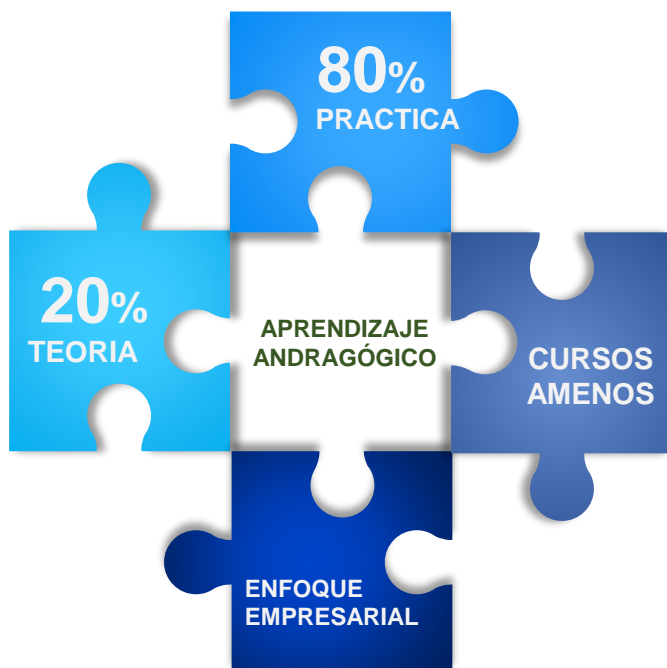 80%
PRACTICA
20%
TEORIA
APRENDIZAJE
ANDRAGÓGICO
CURSOS
AMENOS
ENFOQUE
EMPRESARIAL